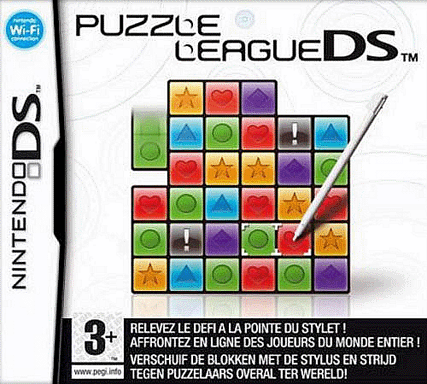 nintendo
Wi-Fi
connection
PUZZLE
LEAGUE DS™
NINTENDO DS™
!
!
3+
™
www.pegi.info
RELEVEZ LE DEFI A LA POINTE DU STYLET !
AFFRONTEZ EN LIGNE DES JOUEURS DU MONDE ENTIER !
VERSCHUIF DE BLOKKEN MET DE STYLUS EN STRIJD
TEGEN PUZZELAARS OVERAL TER WERELD!